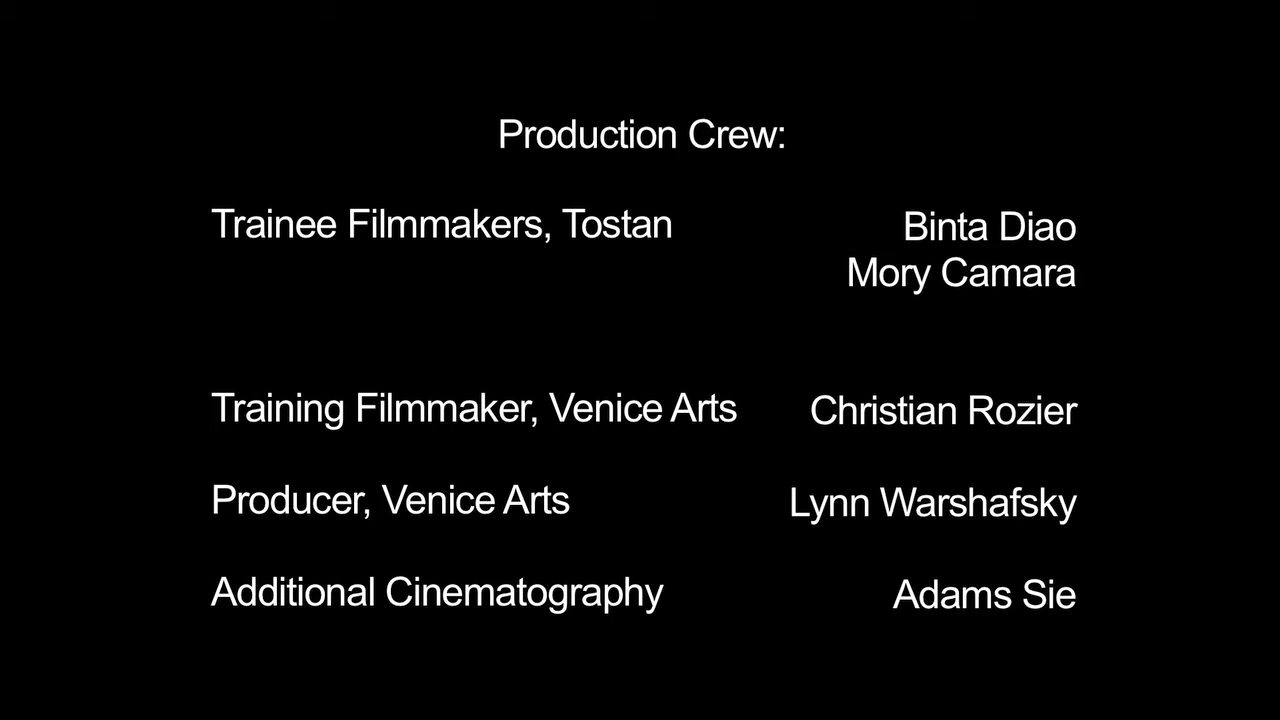 Production Crew:
Trainee Filmmakers, Tostan Binta Diao
Mory Camara
Training Filmmaker, Venice Arts Christian Rozier
Producer, Venice Arts Lynn Warshafsky
Additional Cinematography Adams Sie